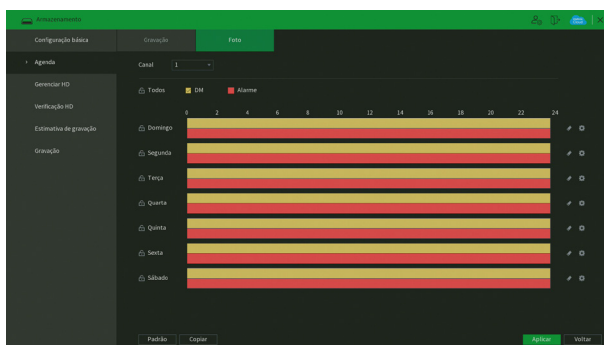 Armazenamento
Configuração básica
Gravação
Foto
Agenda
Canal 1
Gerenciar HD
Todos DM Alarme
0 2 4 6 8 10 12 14 16 18 20 22 24
Verificação HD
Estimativa de gravação
Domingo
Gravação
Segunda
Terça
Quarta
Quinta
Sexta
Sábado
Padrão Copiar Aplicar Voltar